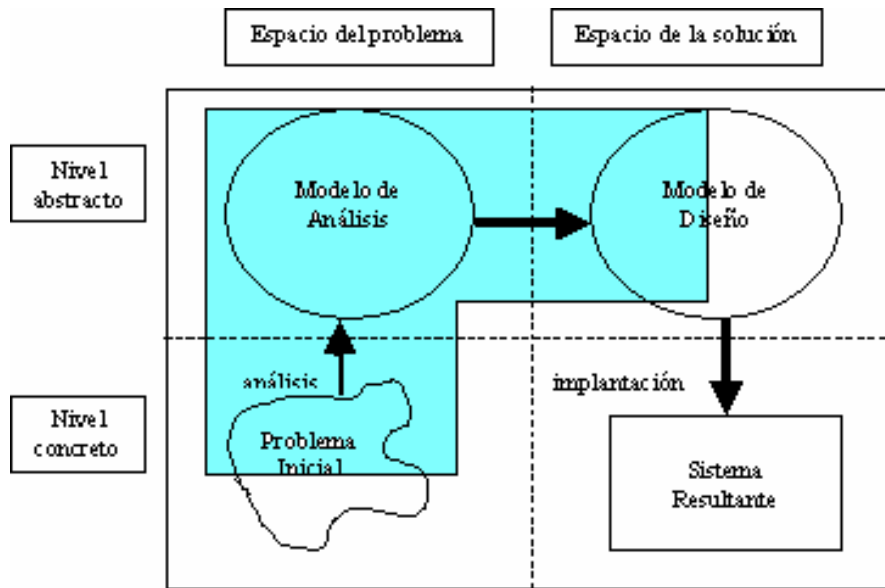 Espacio del problema
Espacio de la solución
Nivel
abstracto
Modelo de
Análisis
Modelo de
Diseño
análisis
implantación
Nivel
concreto
Problema
Inicial
Sistema
Resultante